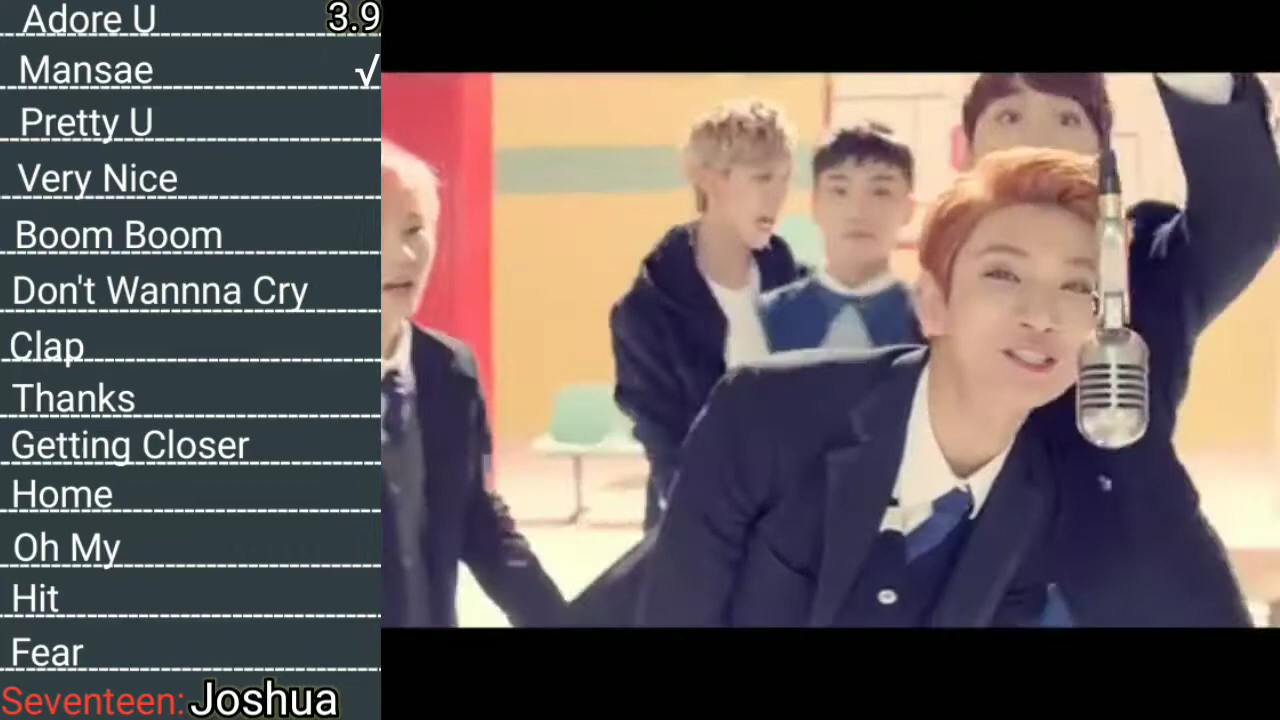 Adore U 3.9
Mansae √
Pretty U
Very Nice
Boom Boom
Don't Wannna Cry
Clap
Thanks
Getting Closer
Home
Oh My
Hit
Fear
Seventeen: Joshua